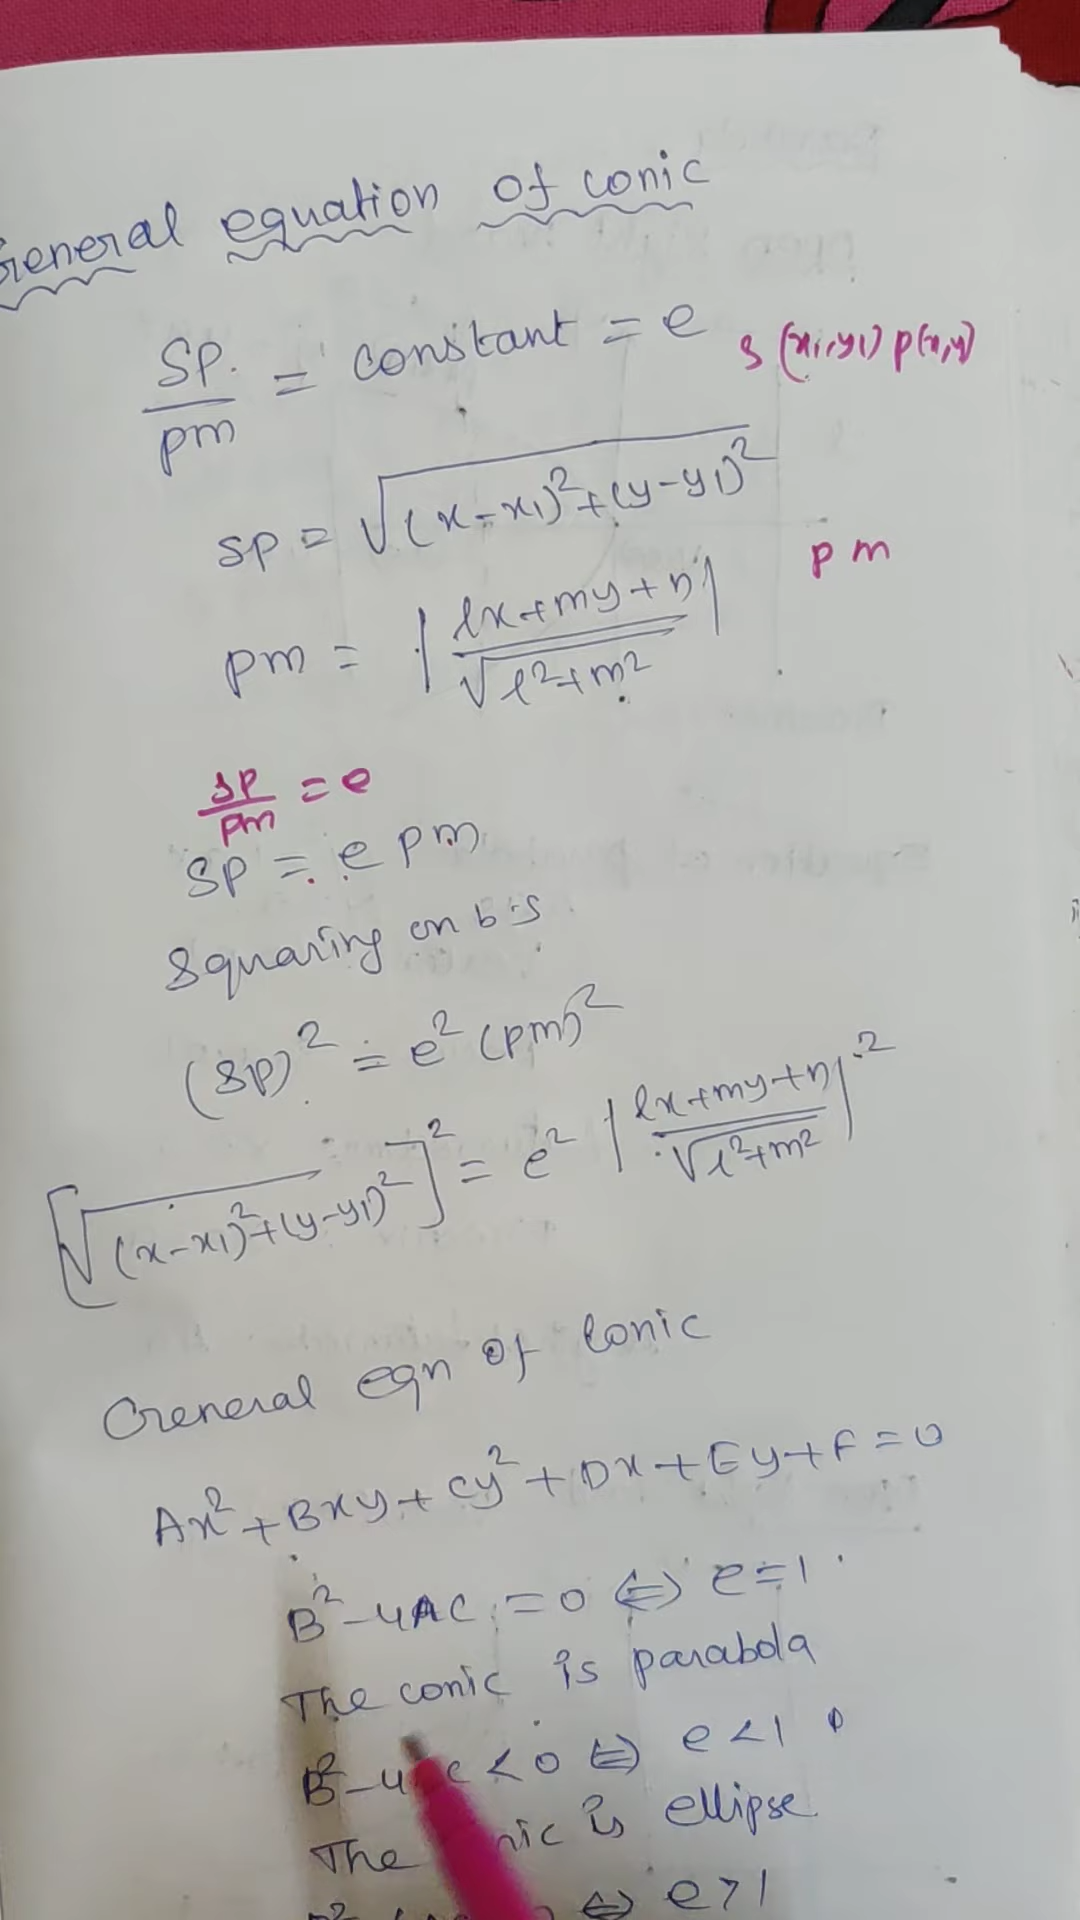 General equation of conic
SP/pm = constant = e
S (x1, y1) p(x, y)
SP = √(x-x1)²+(y-y1)²
pm
pm = |lx+my+n/√l²+m²|
SP/pm = e
SP = e pm
Squaring on b.s
(SP)² = e² (pm)²
[√(x-x1)²+(y-y1)²]² = e² |lx+my+n/√l²+m²|²
General eqn of Conic
Ax²+Bxy+cy²+Dx+Ey+F=0
B²-4AC = 0 ⇔ e=1
The conic is parabola
B²-4 c < 0 ⇔ e<1
The is ellipse
⇔ e>1